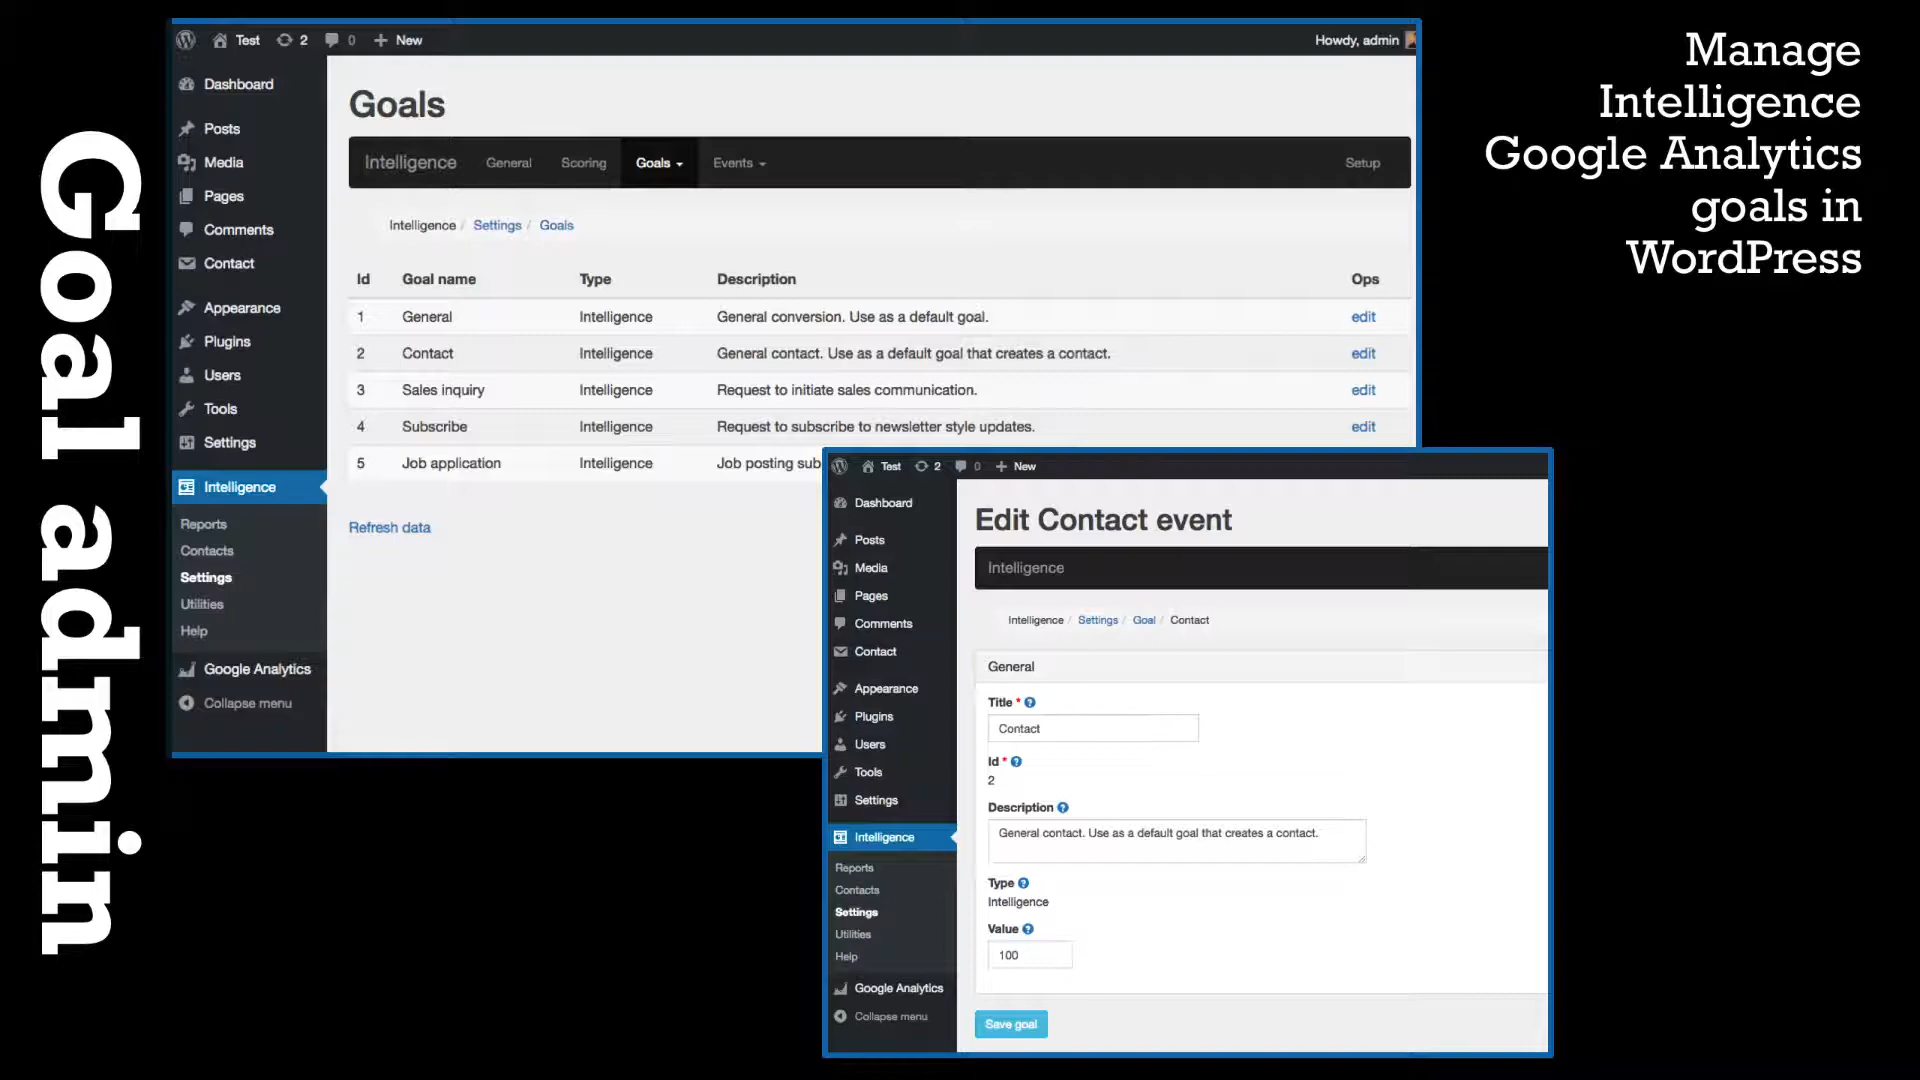 Goal admin
Manage
Intelligence
Google Analytics
goals in
WordPress
Test 2 0 New
Howdy, admin
Dashboard
Posts
Media
Pages
Comments
Contact
Appearance
Plugins
Users
Tools
Settings
Intelligence
Reports
Contacts
Settings
Utilities
Help
Google Analytics
Collapse menu
Goals
Intelligence General Scoring Goals Events Setup
Intelligence / Settings / Goals
Id Goal name Type Description Ops
1 General Intelligence General conversion. Use as a default goal. edit
2 Contact Intelligence General contact. Use as a default goal that creates a contact. edit
3 Sales inquiry Intelligence Request to initiate sales communication. edit
4 Subscribe Intelligence Request to subscribe to newsletter style updates. edit
5 Job application Intelligence Job posting sub
Refresh data
Test 2 0 New
Dashboard
Posts
Media
Pages
Comments
Contact
Appearance
Plugins
Users
Tools
Settings
Intelligence
Reports
Contacts
Settings
Utilities
Help
Google Analytics
Collapse menu
Edit Contact event
Intelligence
Intelligence / Settings / Goal / Contact
General
Title *
Contact
Id *
2
Description
General contact. Use as a default goal that creates a contact.
Type
Intelligence
Value
100
Save goal